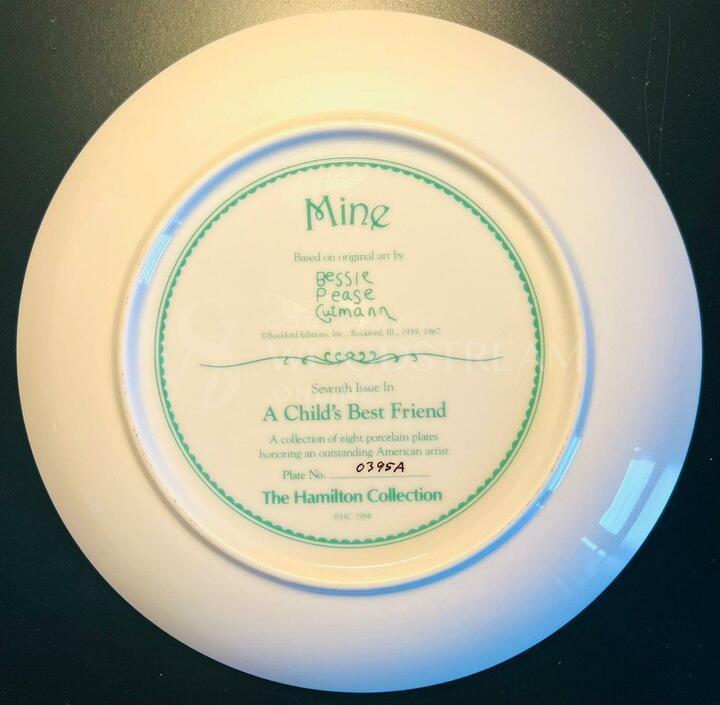 Mine
Based on original art by
Bessie
Pease
Gutmann
©Rockford Editions, Inc., Rockford, Ill., 1939, 1967
Seventh Issue In
A Child's Best Friend
A collection of eight porcelain plates
honoring an outstanding American artist
Plate No. 0395A
The Hamilton Collection
©HC 1986
WOODSTREAM
ONLINE